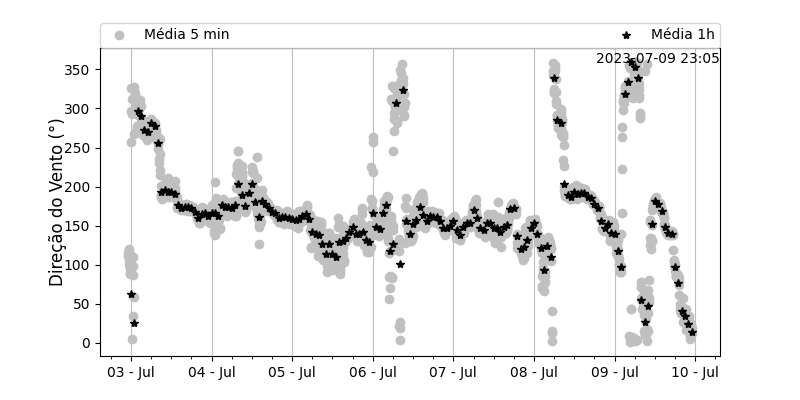 Média 5 min
Média 1h
2023-07-09 23:05
350
300
250
200
150
100
50
0
Direção do Vento (°)
03 - Jul
04 - Jul
05 - Jul
06 - Jul
07 - Jul
08 - Jul
09 - Jul
10 - Jul